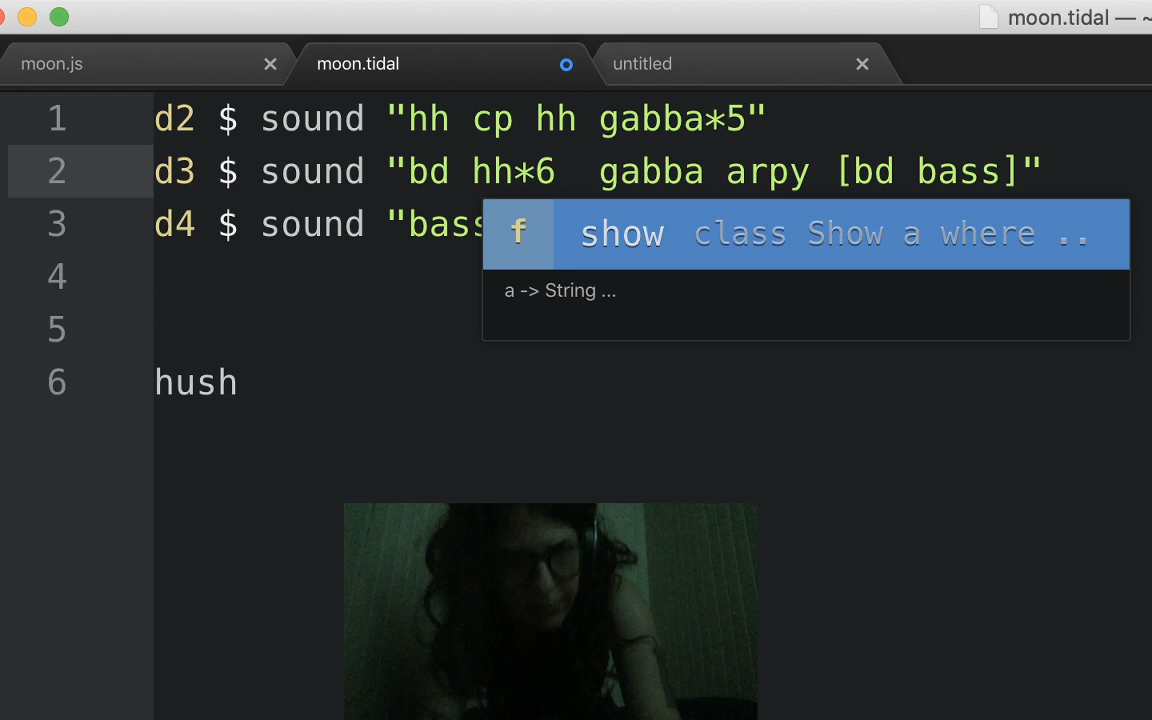 moon.tidal — ~
moon.js
moon.tidal
untitled
1 d2 $ sound "hh cp hh gabba*5"
2 d3 $ sound "bd hh*6  gabba arpy [bd bass]"
3 d4 $ sound "bass
f show class Show a where ..
4
a -> String ...
5
6 hush